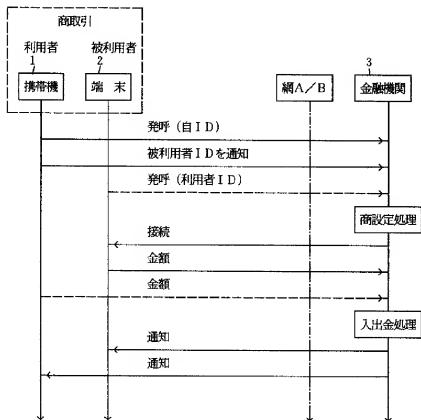 商取引
利用者 被利用者
1 2 3
携帯機 端 末 網A/B 金融機関
発呼(自ID)
被利用者IDを通知
発呼(利用者ID)
商設定処理
接続
金額
金額
入出金処理
通知
通知